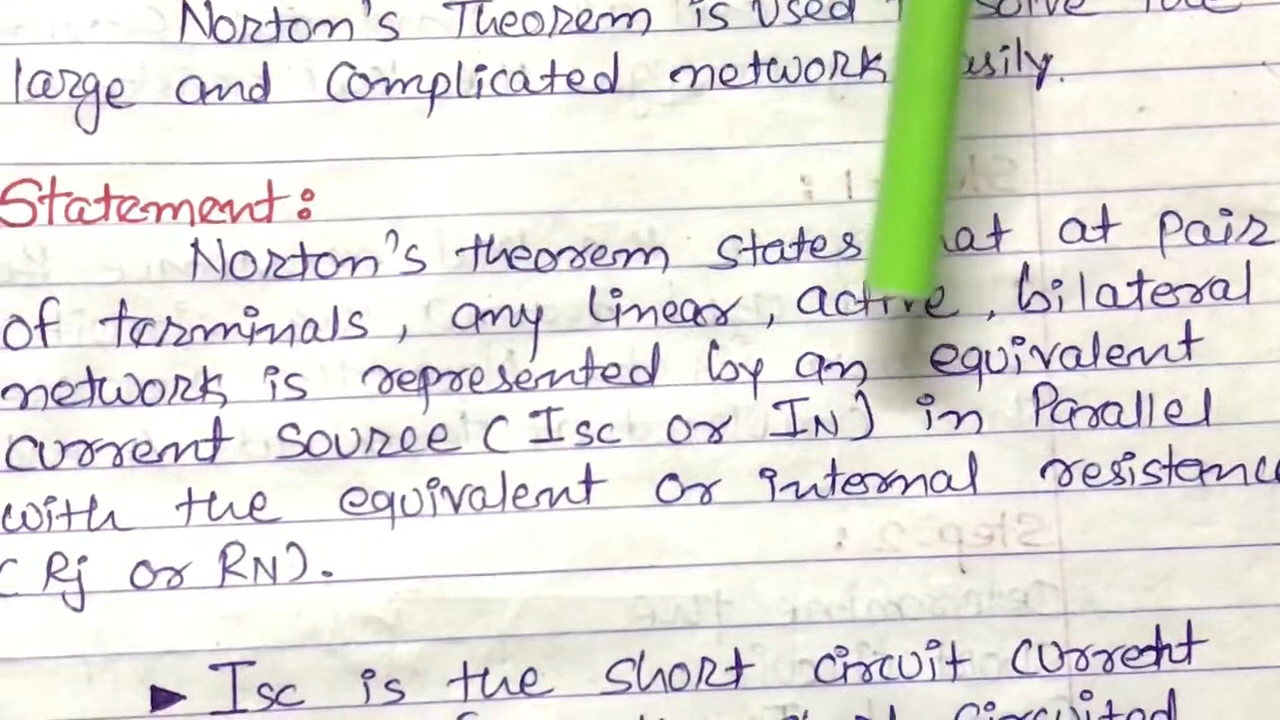 Norton's Theorem is used solve
large and complicated network
Statement:
Norton's theorem states at pair
of terminals, any linear, active, bilateral
network is represented by an equivalent
current source (Isc or IN) in Parallel
with the equivalent or internal
(Rj or RN).
▶ Isc is the short circuit current
circuited